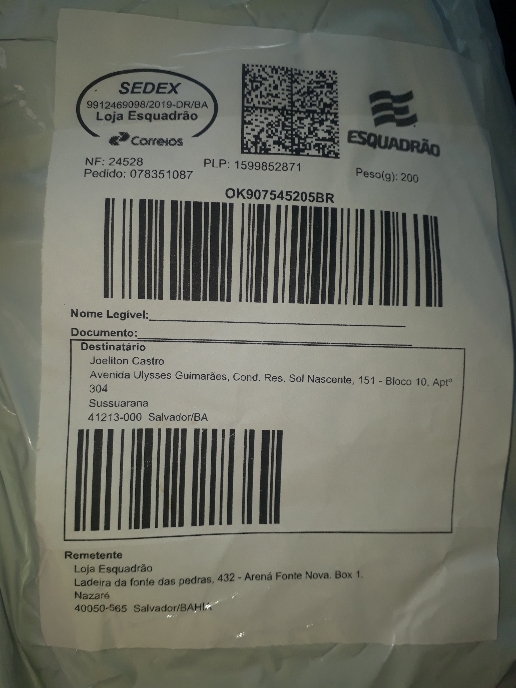 SEDEX
9912469098/2019-DR/BA
Loja Esquadrão
Correios
ESQUADRÃO
NF: 24528 PLP: 1599852871 Peso(g): 200
Pedido: 078351087
OK907545205BR
Nome Legível:
Documento:
Destinatário
Joeliton Castro
Avenida Ulysses Guimarães, Cond. Res. Sol Nascente, 151 - Bloco 10, Aptº
304
Sussuarana
41213-000 Salvador/BA
Remetente
Loja Esquadrão
Ladeira da fonte das pedras, 432 - Arena Fonte Nova. Box 1.
Nazaré
40050-565 Salvador/BAHIA